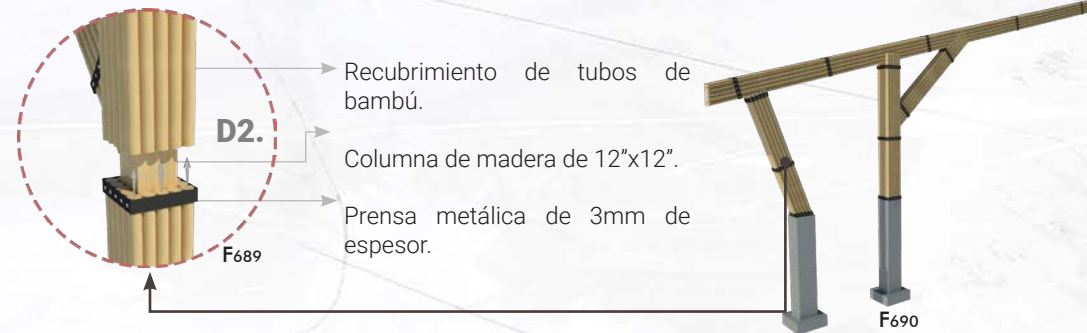 Recubrimiento de tubos de
bambú.
D2.
Columna de madera de 12”x12”.
Prensa metálica de 3mm de
espesor.
F689
F690